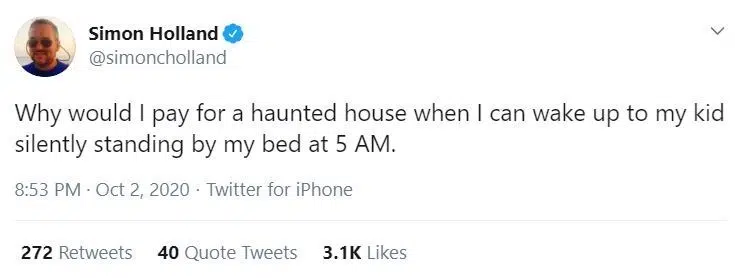 Simon Holland
@simoncholland
Why would I pay for a haunted house when I can wake up to my kid
silently standing by my bed at 5 AM.
8:53 PM · Oct 2, 2020 · Twitter for iPhone
272 Retweets 40 Quote Tweets 3.1K Likes